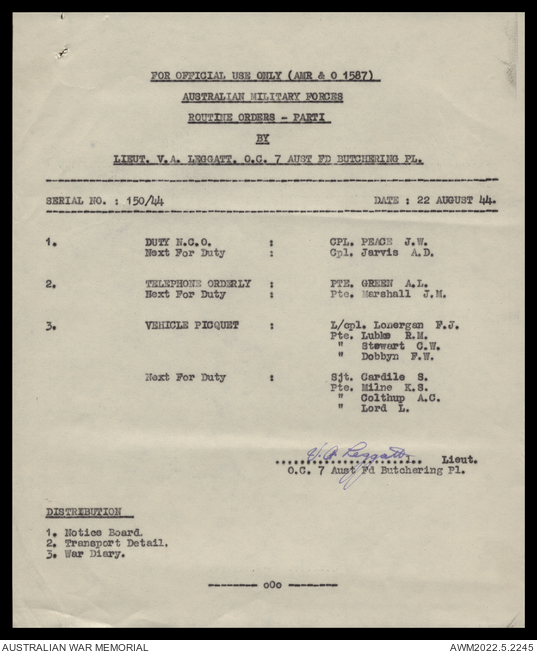 FOR OFFICIAL USE ONLY (AMR & O 1587)
AUSTRALIAN MILITARY FORCES
ROUTINE ORDERS - PARTI
BY
LIEUT. V.A. LEGGATT. O.C. 7 AUST FD BUTCHERING PL.
SERIAL NO. : 150/44 DATE : 22 AUGUST 44.
1. DUTY N.C.O. : CPL. PEACE J.W.
Next For Duty : Cpl. Jarvis A.D.
2. TELEPHONE ORDERLY : PTE. GREEN A.L.
Next For Duty : Pte. Marshall J.M.
3. VEHICLE PICQUET : L/cpl. Lonergan F.J.
Pte. Lubke R.M.
" Stewart C.W.
" Dobbyn F.W.
Next For Duty : Sjt. Cardile S.
Pte. Milne K.S.
" Colthup A.C.
" Lord L.
V A Leggatt Lieut.
O.C. 7 Aust Fd Butchering Pl.
DISTRIBUTION
1. Notice Board.
2. Transport Detail.
3. War Diary.
------- oOo -------
AUSTRALIAN WAR MEMORIAL AWM2022.5.2245